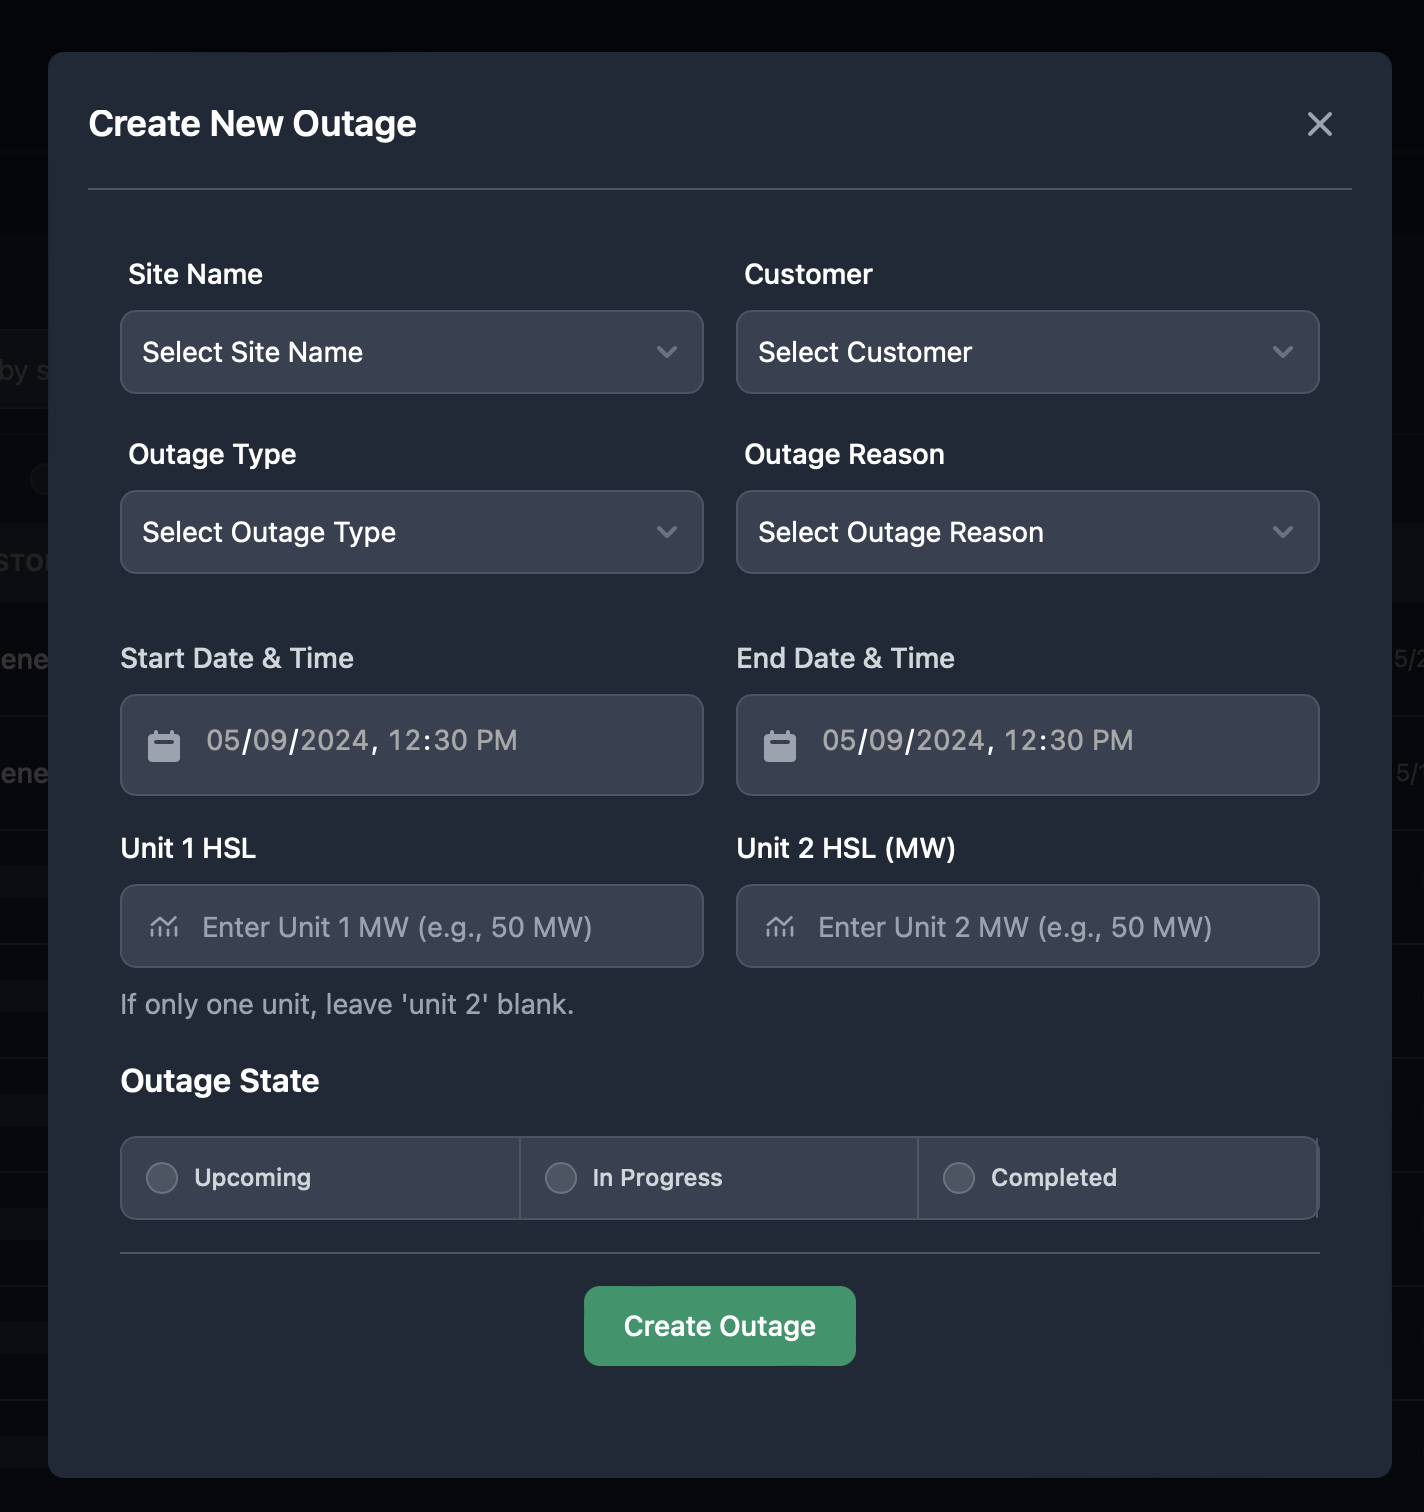 Create New Outage
Site Name
Customer
Select Site Name
Select Customer
Outage Type
Outage Reason
Select Outage Type
Select Outage Reason
Start Date & Time
End Date & Time
05/09/2024, 12:30 PM
05/09/2024, 12:30 PM
Unit 1 HSL
Unit 2 HSL (MW)
Enter Unit 1 MW (e.g., 50 MW)
Enter Unit 2 MW (e.g., 50 MW)
If only one unit, leave 'unit 2' blank.
Outage State
Upcoming
In Progress
Completed
Create Outage
by s
ene
ene